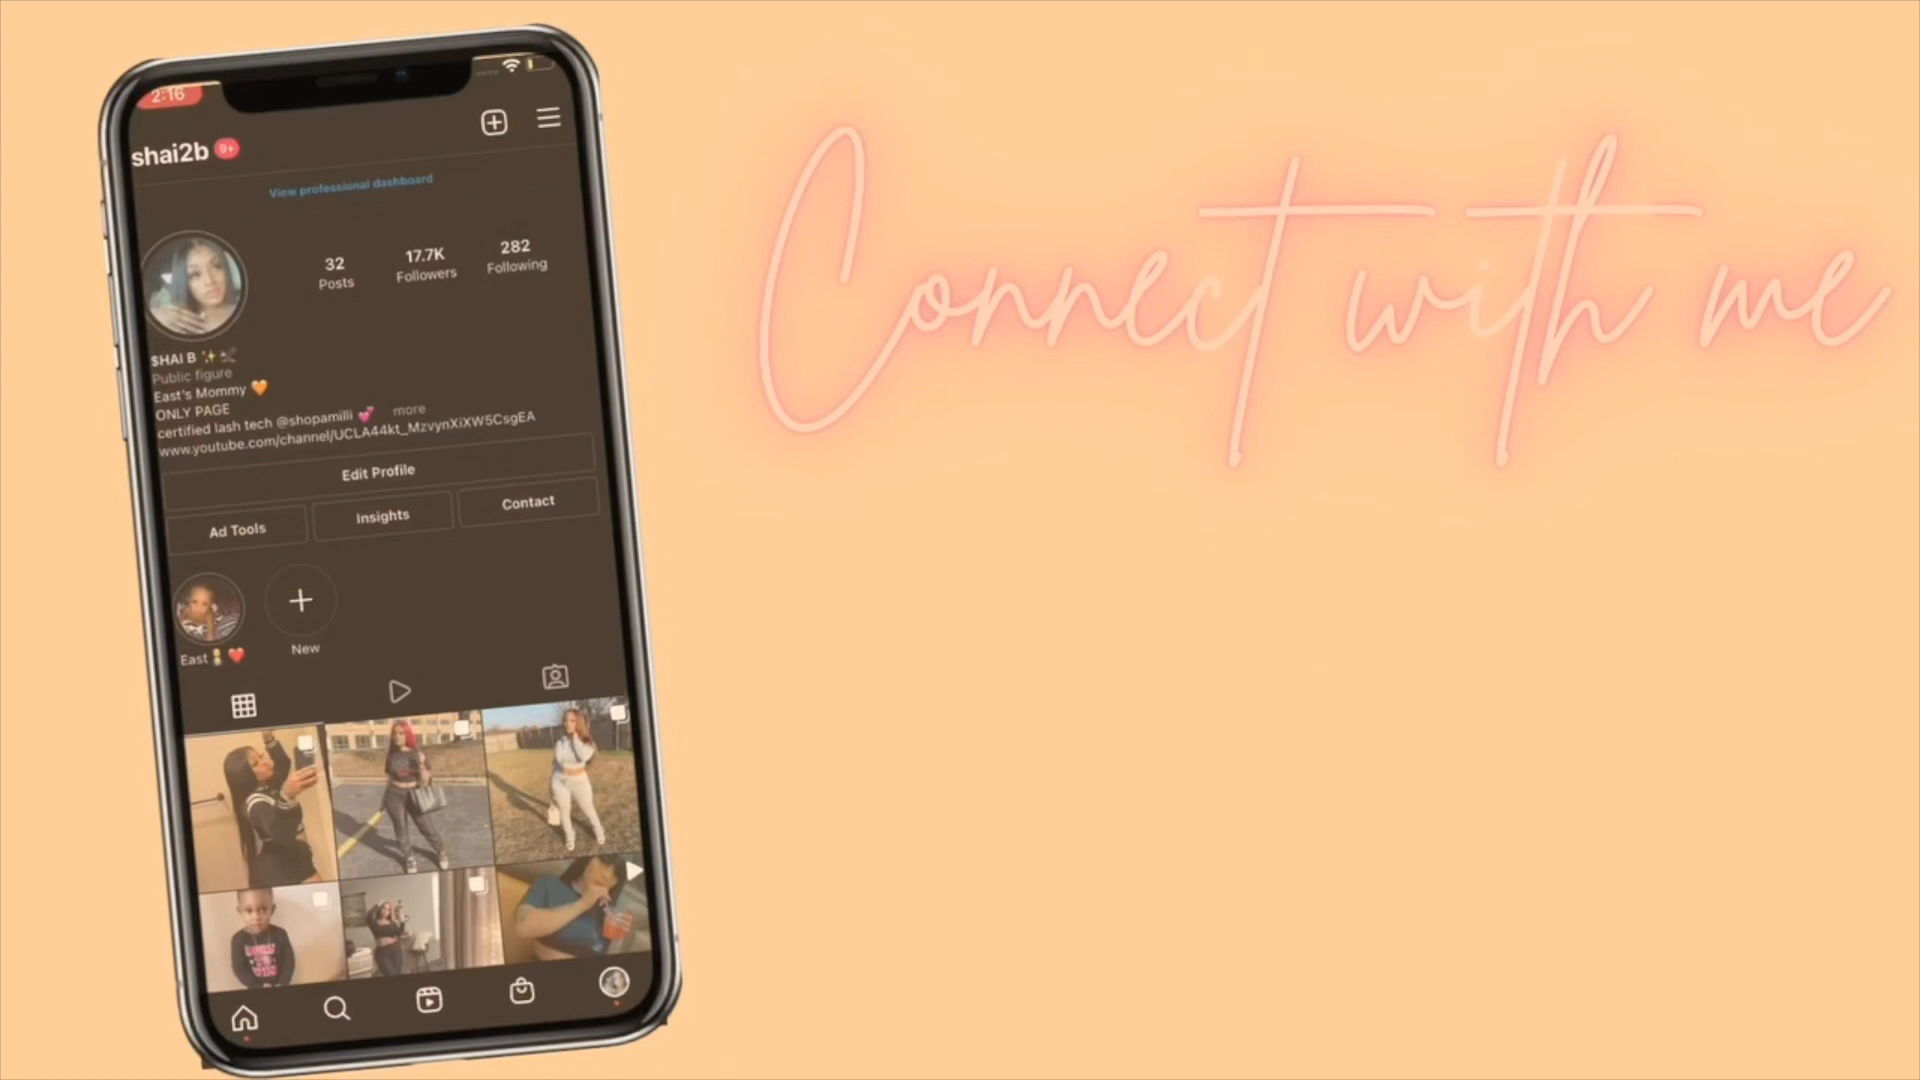 2:16
shai2b 9+
View professional dashboard
32 17.7K 282
Posts Followers Following
$HAI B ✨
Public figure
East's Mommy 🧡
ONLY PAGE
certified lash tech @shopamilli 💞 more
www.youtube.com/channel/UCLA44kt_MzvynXiXW5CsgEA
Edit Profile
Ad Tools Insights Contact
East ❤️ New
Connect with me